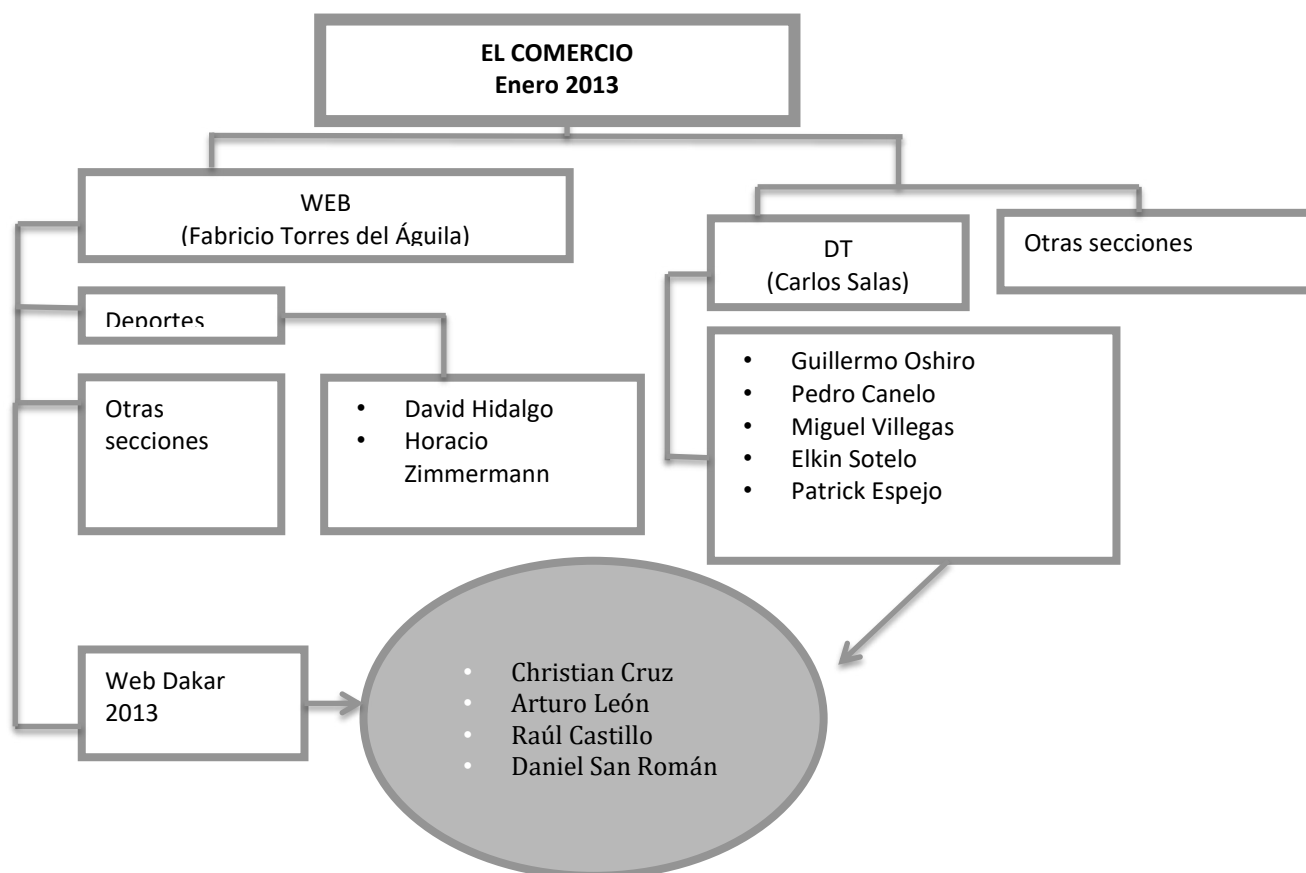 EL COMERCIO
Enero 2013
WEB
(Fabricio Torres del Águila)
DT
(Carlos Salas)
Otras secciones
Deportes
Otras
secciones
• David Hidalgo
• Horacio
Zimmermann
• Guillermo Oshiro
• Pedro Canelo
• Miguel Villegas
• Elkin Sotelo
• Patrick Espejo
Web Dakar
2013
• Christian Cruz
• Arturo León
• Raúl Castillo
• Daniel San Román